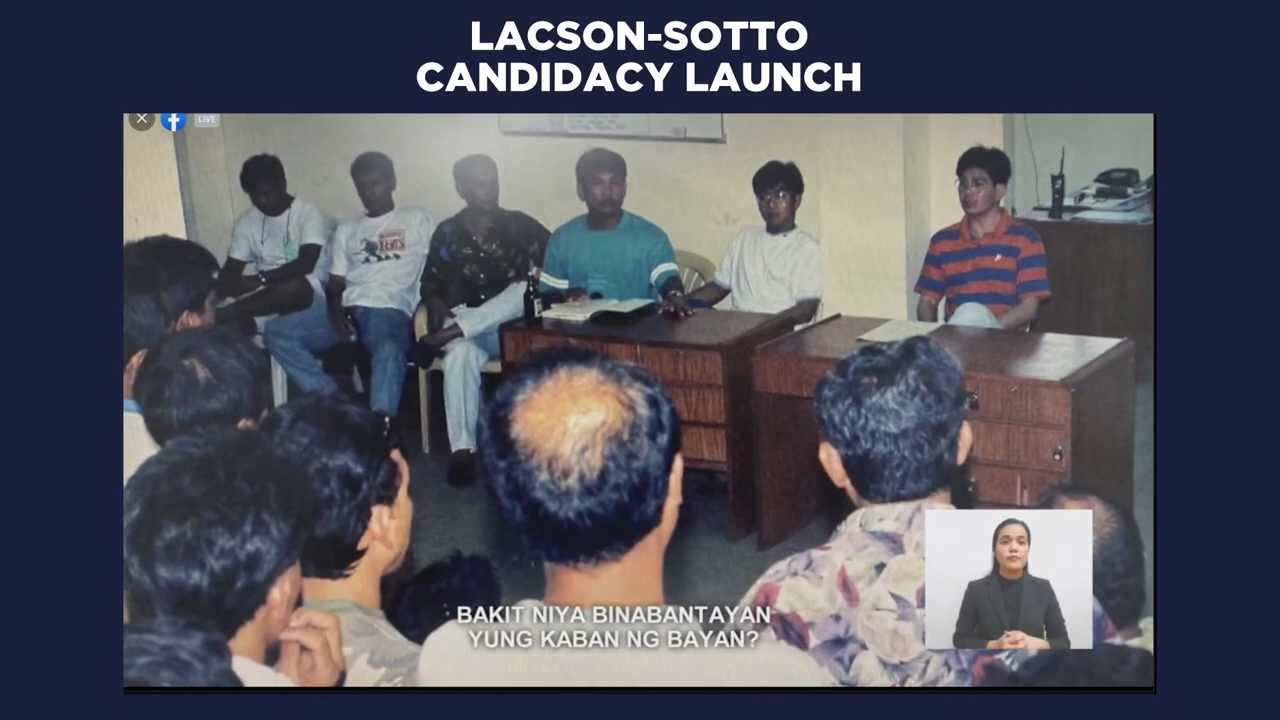 LACSON-SOTTO
CANDIDACY LAUNCH
LIVE
BAKIT NIYA BINABANTAYAN
YUNG KABAN NG BAYAN?